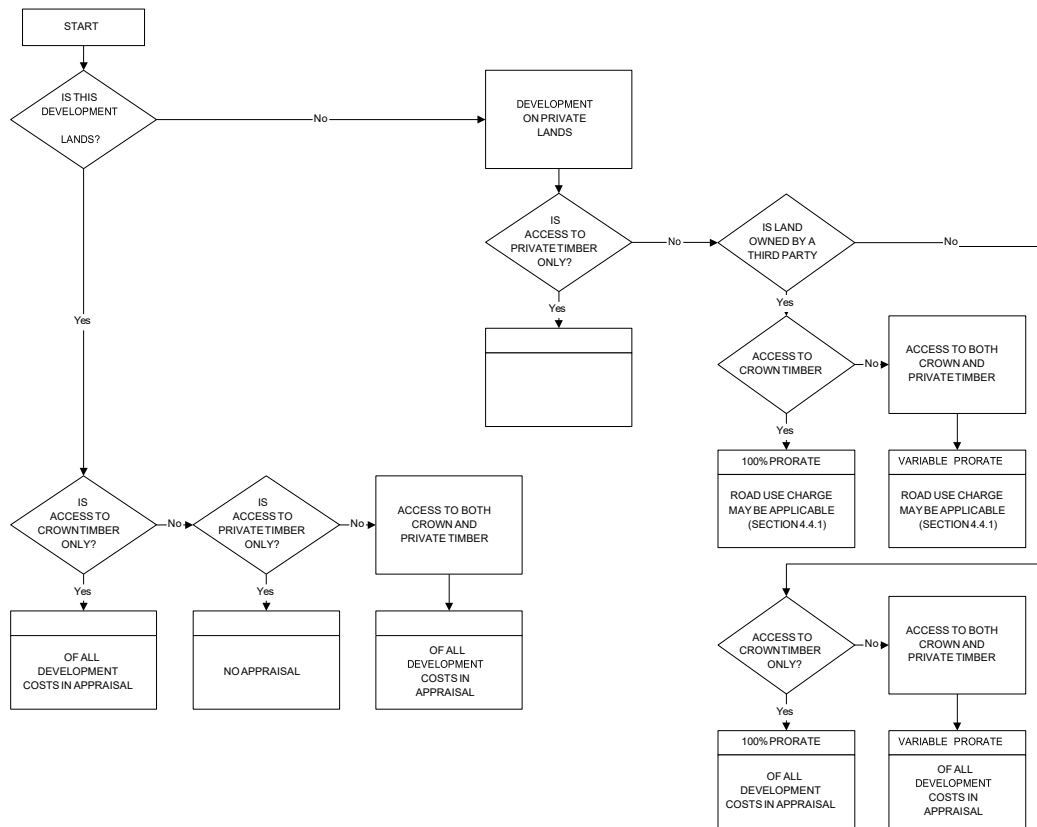 START
IS THIS
DEVELOPMENT
LANDS?
No
DEVELOPMENT
ON PRIVATE
LANDS
IS
ACCESS TO
PRIVATE TIMBER
ONLY?
No
IS LAND
OWNED BY A
THIRD PARTY
No
Yes
Yes
Yes
ACCESS TO
CROWN TIMBER
No
ACCESS TO BOTH
CROWN AND
PRIVATE TIMBER
Yes
100% PRORATE
ROAD USE CHARGE
MAY BE APPLICABLE
(SECTION 4.4.1)
VARIABLE PRORATE
ROAD USE CHARGE
MAY BE APPLICABLE
(SECTION 4.4.1)
IS
ACCESS TO
CROWN TIMBER
ONLY?
No
IS
ACCESS TO
PRIVATE TIMBER
ONLY?
No
ACCESS TO BOTH
CROWN AND
PRIVATE TIMBER
Yes
Yes
OF ALL
DEVELOPMENT
COSTS IN APPRAISAL
NO APPRAISAL
OF ALL
DEVELOPMENT
COSTS IN
APPRAISAL
ACCESS TO
CROWN TIMBER
ONLY?
No
ACCESS TO BOTH
CROWN AND
PRIVATE TIMBER
Yes
100% PRORATE
OF ALL
DEVELOPMENT
COSTS IN APPRAISAL
VARIABLE PRORATE
OF ALL
DEVELOPMENT
COSTS IN
APPRAISAL